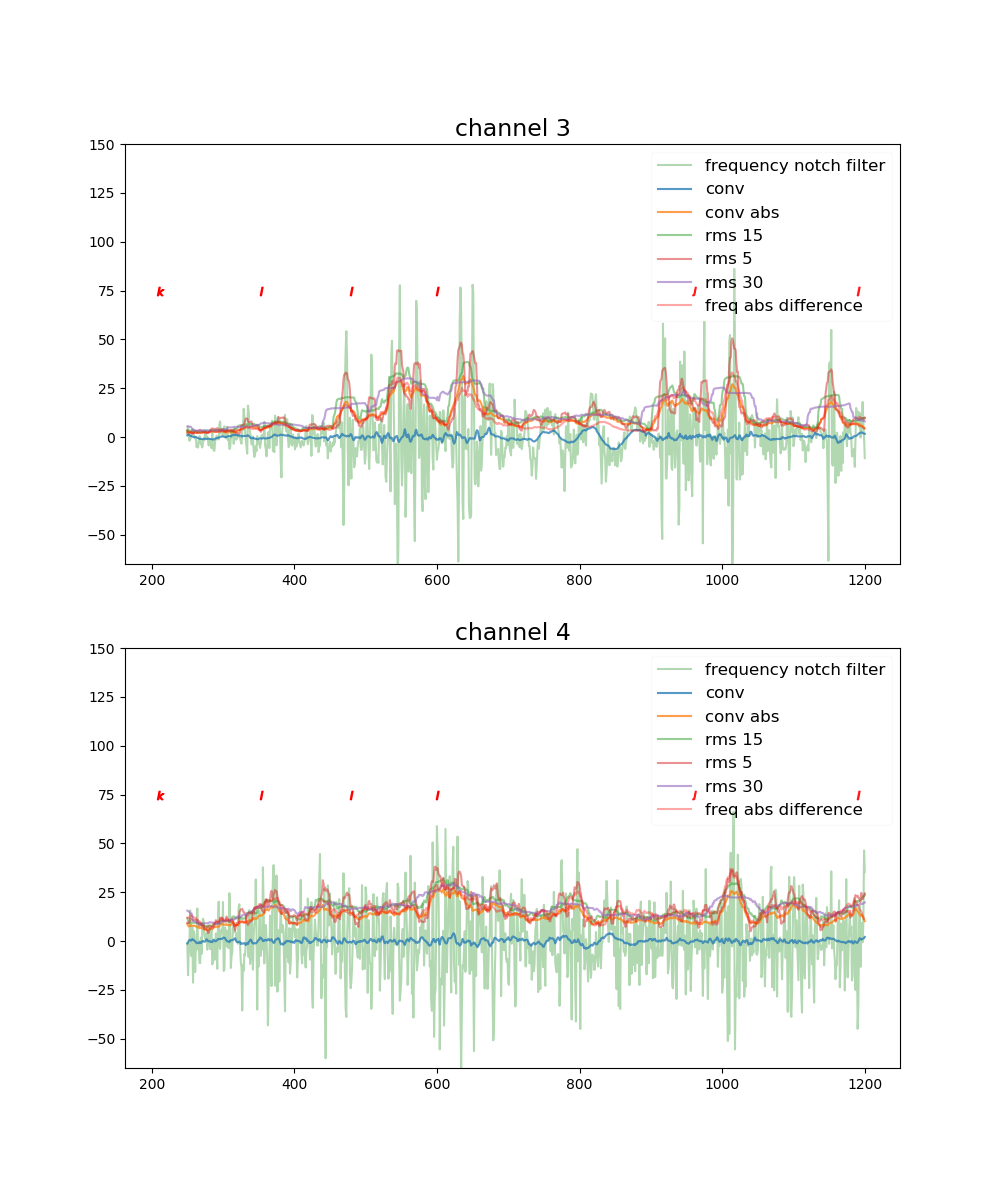 channel 3
150
125
100
75
50
25
0
−25
−50
frequency notch filter
conv
conv abs
rms 15
rms 5
rms 30
freq abs difference
k l l l l l
200 400 600 800 1000 1200
channel 4
150
125
100
75
50
25
0
−25
−50
frequency notch filter
conv
conv abs
rms 15
rms 5
rms 30
freq abs difference
k l l l l
200 400 600 800 1000 1200